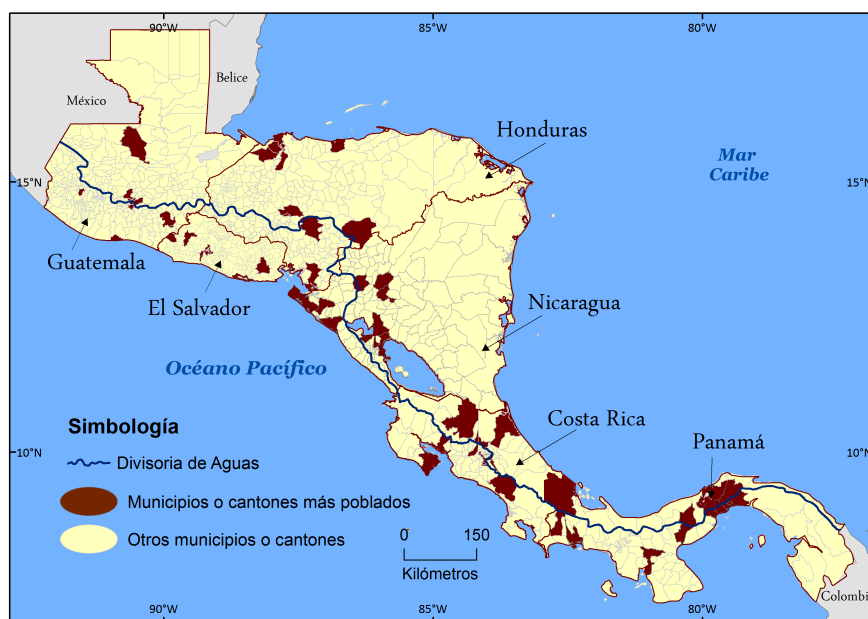 90°W
85°W
80°W
Belice
México
Honduras
Mar
Caribe
15°N
15°N
Guatemala
El Salvador
Nicaragua
Océano Pacífico
Simbología
Divisoria de Aguas
Municipios o cantones más poblados
Otros municipios o cantones
Costa Rica
Panamá
10°N
10°N
0
150
Kilómetros
Colombia
90°W
85°W
80°W